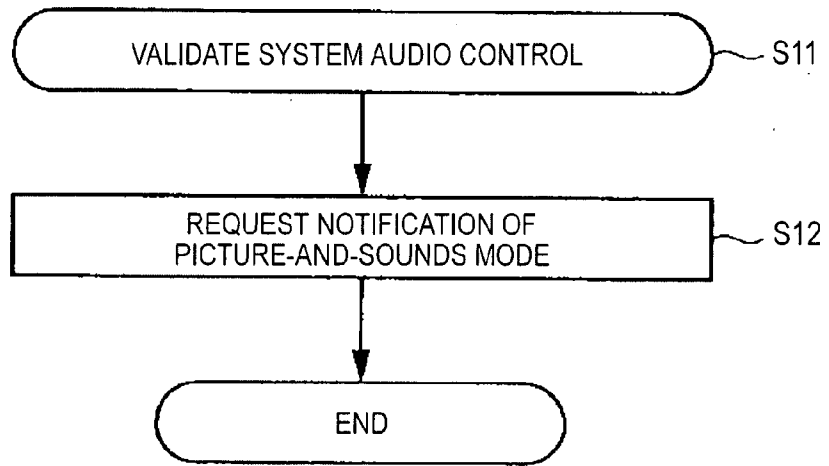 VALIDATE SYSTEM AUDIO CONTROL
S11
REQUEST NOTIFICATION OF
PICTURE-AND-SOUNDS MODE
S12
END